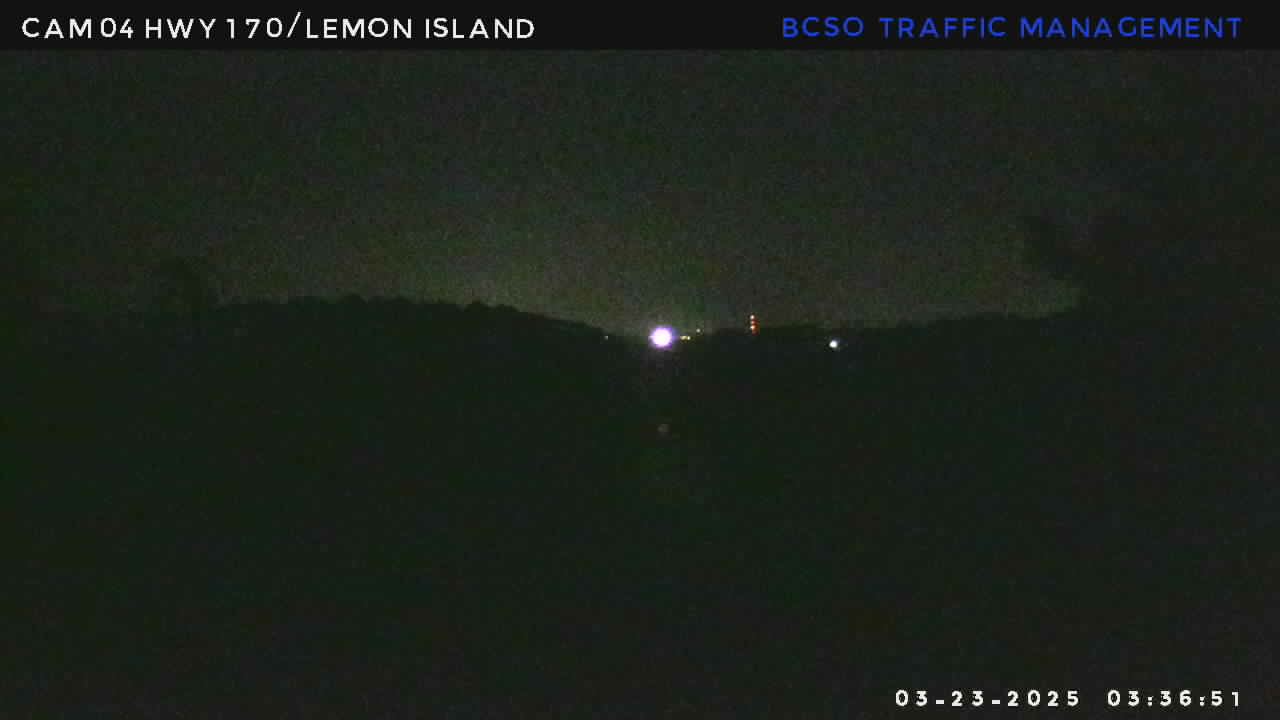 CAM04 HWY 170/LEMON ISLAND
BCSO TRAFFIC MANAGEMENT
03-23-2025 03:36:51